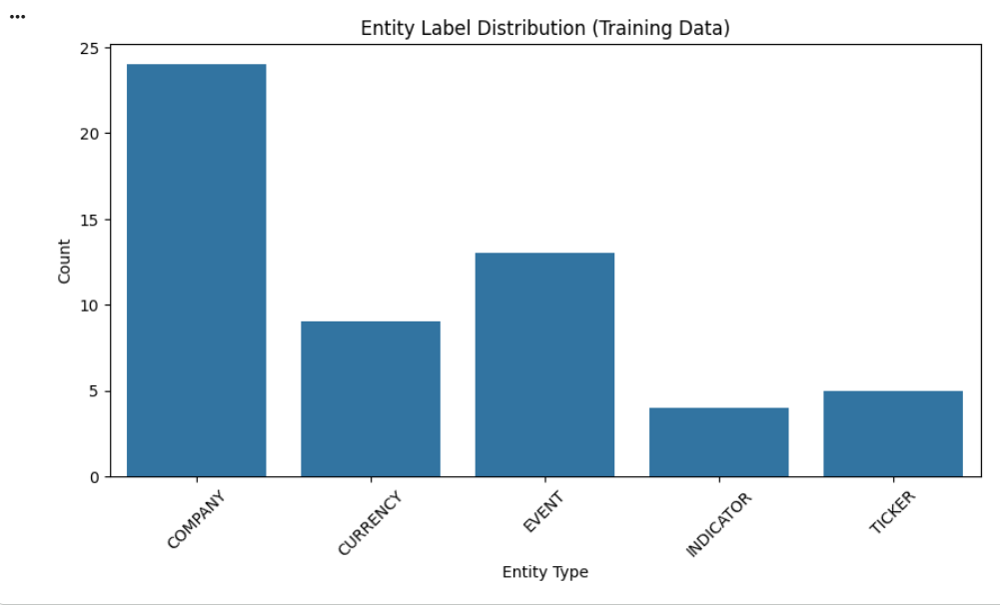 ...
Entity Label Distribution (Training Data)
25
20
15
10
5
0
Count
COMPANY
CURRENCY
EVENT
INDICATOR
TICKER
Entity Type